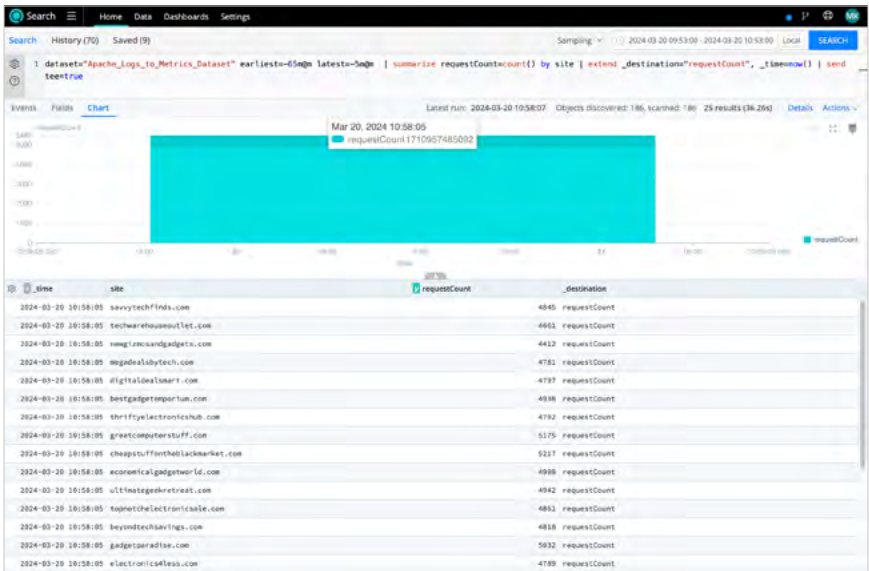 Search Home Data Dashboards Settings MK
Search History (70) Saved (9) Sampling 2024-03-20 09:53:00 - 2024-03-20 10:53:00 Local SEARCH
1 dataset="Apache_Logs_to_Metrics_Dataset" earliest=-65m@m latest=-5m@m | summarize requestCount=count() by site | extend _destination="requestCount", _time=now() | send
tee=true
Events Fields Chart Latest run: 2024-03-20 10:58:07 Objects discovered: 186, scanned: 186 25 results (36.26s) Details Actions
requestCount
Mar 20, 2024 10:58:05
requestCount 1710957485092
0
requestCount
_time site requestCount _destination
2024-03-20 10:58:05 savvytechfinds.com 4845 requestCount
2024-03-20 10:58:05 techwarehouseoutlet.com requestCount
2024-03-20 10:58:05 newgizmosandgadgets.com 4412 requestCount
2024-03-20 10:58:05 megadealsbytech.com 4781 requestCount
2024-03-20 10:58:05 digitaldealsmart.com requestCount
2024-03-20 10:58:05 bestgadgetemporium.com requestCount
2024-03-20 10:58:05 thriftyelectronicshub.com 4792 requestCount
2024-03-20 10:58:05 greatcomputerstuff.com 5175 requestCount
2024-03-20 10:58:05 cheapstuffontheblackmarket.com 5217 requestCount
2024-03-20 10:58:05 economicalgadgetworld.com requestCount
2024-03-20 10:58:05 ultimategeekretreat.com 4942 requestCount
2024-03-20 10:58:05 topnotchelectronicsale.com requestCount
2024-03-20 10:58:05 beyondtechsavings.com 4818 requestCount
2024-03-20 10:58:05 gadgetparadise.com 5032 requestCount
2024-03-20 10:58:05 electronics4less.com 4789 requestCount